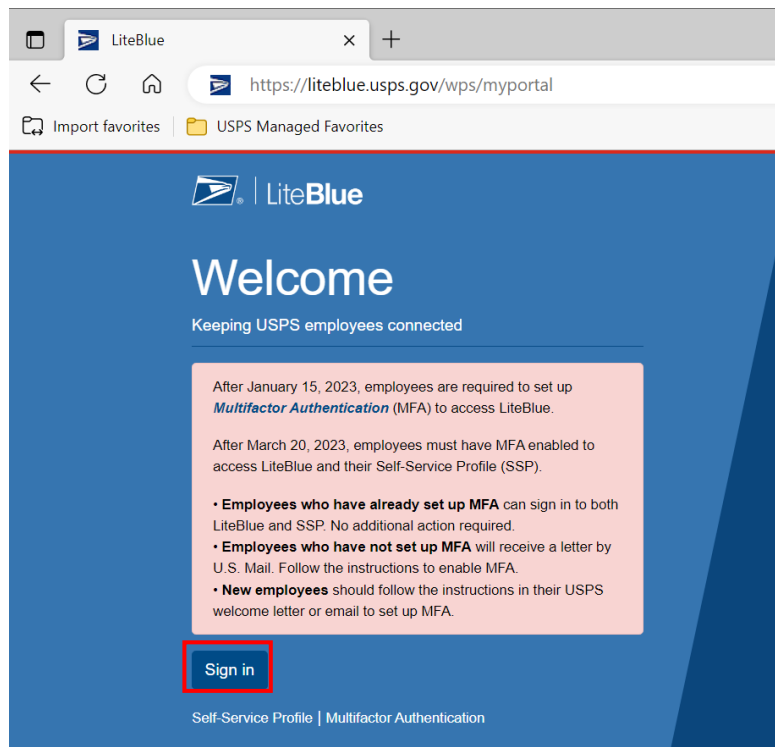 LiteBlue
https://liteblue.usps.gov/wps/myportal
Import favorites
USPS Managed Favorites
LiteBlue
Welcome
Keeping USPS employees connected
After January 15, 2023, employees are required to set up
Multifactor Authentication (MFA) to access LiteBlue.
After March 20, 2023, employees must have MFA enabled to
access LiteBlue and their Self-Service Profile (SSP).
• Employees who have already set up MFA can sign in to both
LiteBlue and SSP. No additional action required.
• Employees who have not set up MFA will receive a letter by
U.S. Mail. Follow the instructions to enable MFA.
• New employees should follow the instructions in their USPS
welcome letter or email to set up MFA.
Sign in
Self-Service Profile | Multifactor Authentication